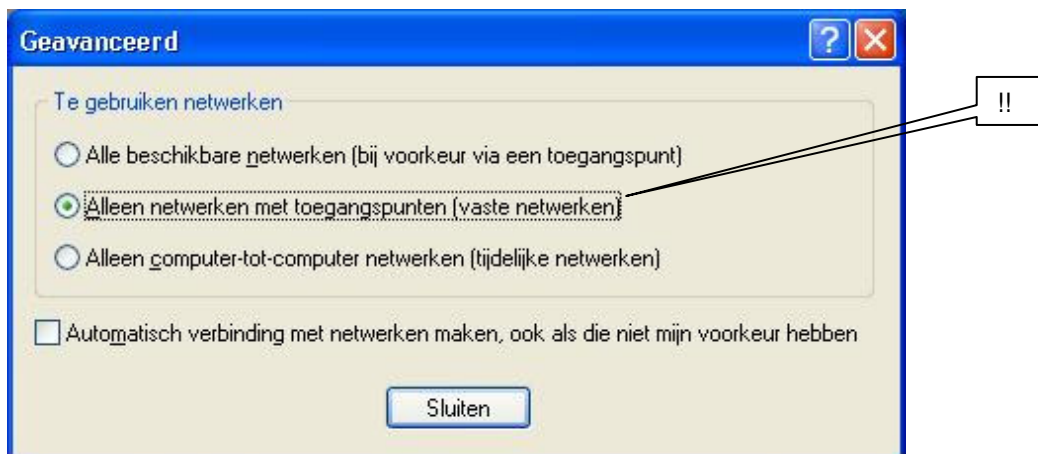 Geavanceerd
Te gebruiken netwerken
!!
Alle beschikbare netwerken (bij voorkeur via een toegangspunt)
Alleen netwerken met toegangspunten (vaste netwerken)
Alleen computer-tot-computer netwerken (tijdelijke netwerken)
Automatisch verbinding met netwerken maken, ook als die niet mijn voorkeur hebben
Sluiten